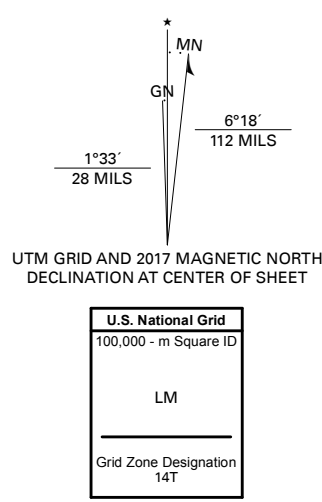 ★
MN
GN
6°18´
112 MILS
1°33´
28 MILS
UTM GRID AND 2017 MAGNETIC NORTH
DECLINATION AT CENTER OF SHEET
U.S. National Grid
100,000 - m Square ID
LM
Grid Zone Designation
14T